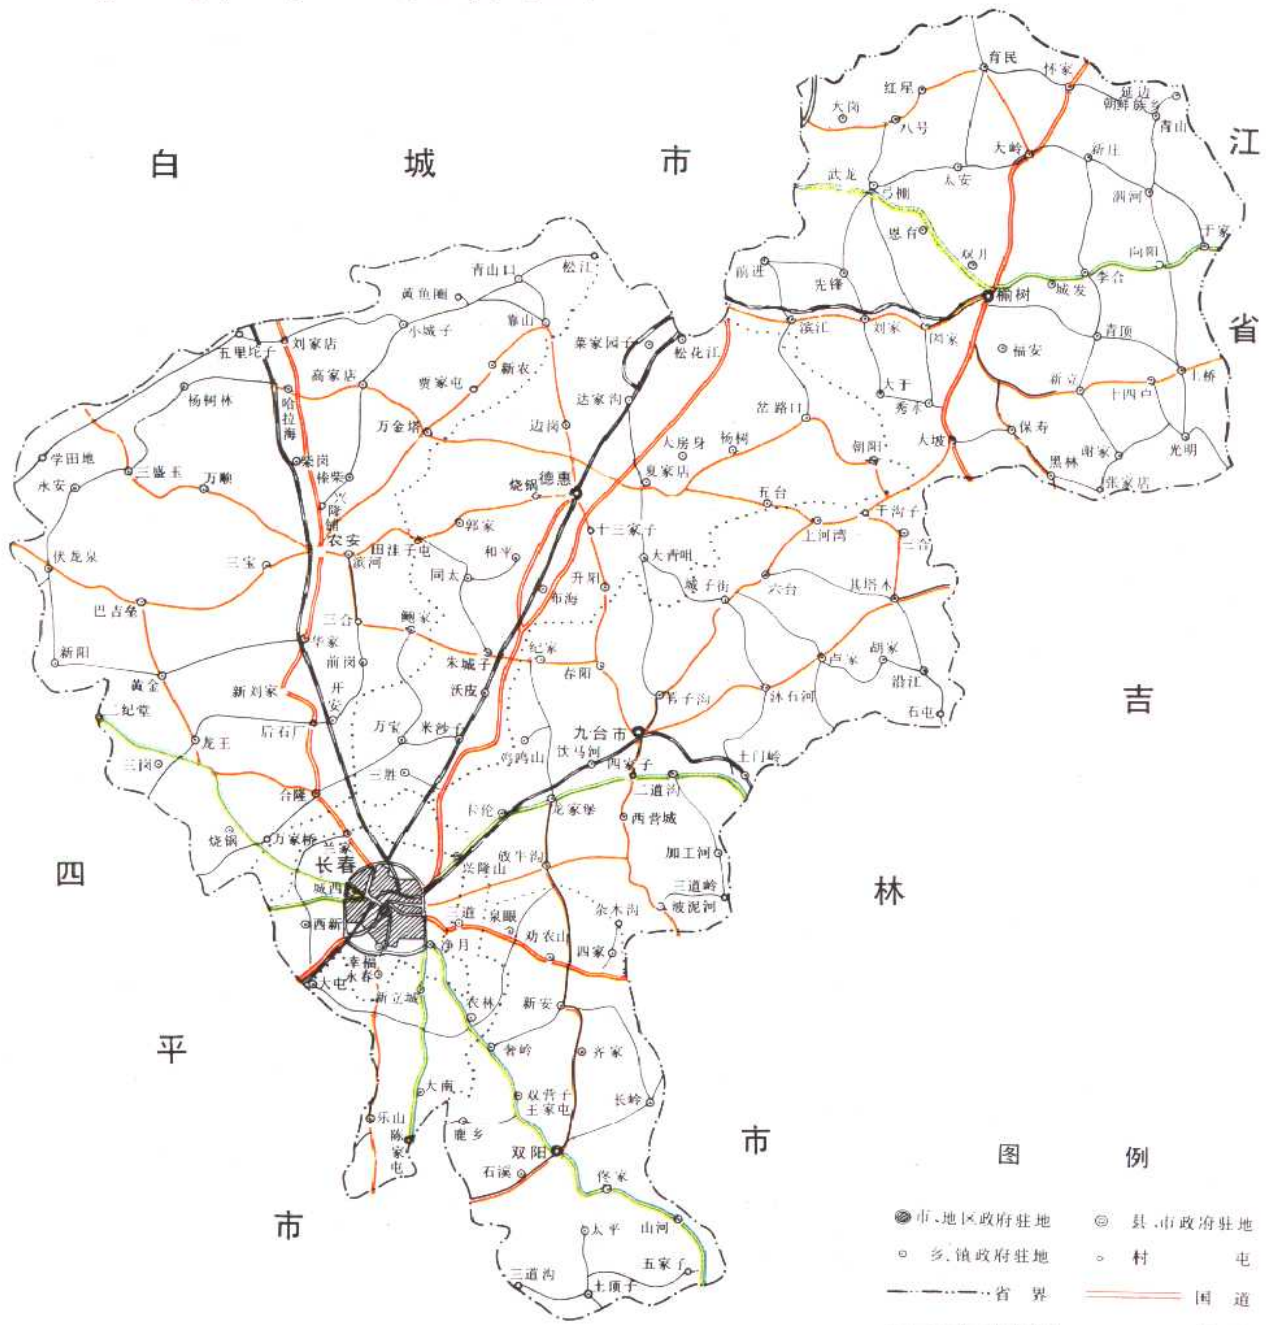 白 城 市
江
省
吉
林
市
四
平
市
育民
怀家
红星
延边
朝鲜族乡
大岗
八号
青山
大岭
新庄
武龙
弓棚
太安
泗河
恩育
双井
于家
向阳
前进
先锋
李合
城发
榆树
滨江
刘家
闵家
青顶
福安
土桥
大于
秀水
新立
十四户
岔路口
大坡
保寿
谢家
光明
朝阳
黑林
张家店
松江
青山口
黄鱼圈
小城子
靠山
五里坨子
刘家店
菜家园子
松花江
高家店
新农
杨树林
贾家屯
达家沟
哈拉海
万金塔
边岗
大房身
杨树
学田地
柴岗
夏家店
三盛玉
万顺
榛柴
永安
烧锅
德惠
五台
兴隆铺
郭家
十三家子
上河湾
干沟子
农安
滨河
田洼子屯
和平
大青咀
二合
伏龙泉
三宝
同太
升阳
城子街
六台
其塔木
布海
巴吉垒
三合
鲍家
华家
朱城子
纪家
卢家
胡家
新阳
前岗
春阳
黄金
新刘家
开安
沃皮
苇子沟
沐石河
沿江
石屯
二纪堂
后石厂
万宝
米沙子
九台市
龙王
鸡鸣山
饮马河
四家子
土门岭
三岗
三胜
二道沟
合隆
卡伦
龙家堡
西营城
烧锅
万家桥
兰家
加工河
长春
兴隆山
放牛沟
三道岭
城西
波泥河
西新
三道
泉眼
杂木沟
劝农山
净月
四家
幸福
永春
大屯
新立城
农林
新安
奢岭
齐家
大南
双营子
王家屯
长岭
乐山
陈家屯
鹿乡
双阳
石溪
佟家
太平
山河
五家子
三道沟
土顶子
图 例
市、地区政府驻地
县、市政府驻地
乡、镇政府驻地
村 屯
省 界
国 道